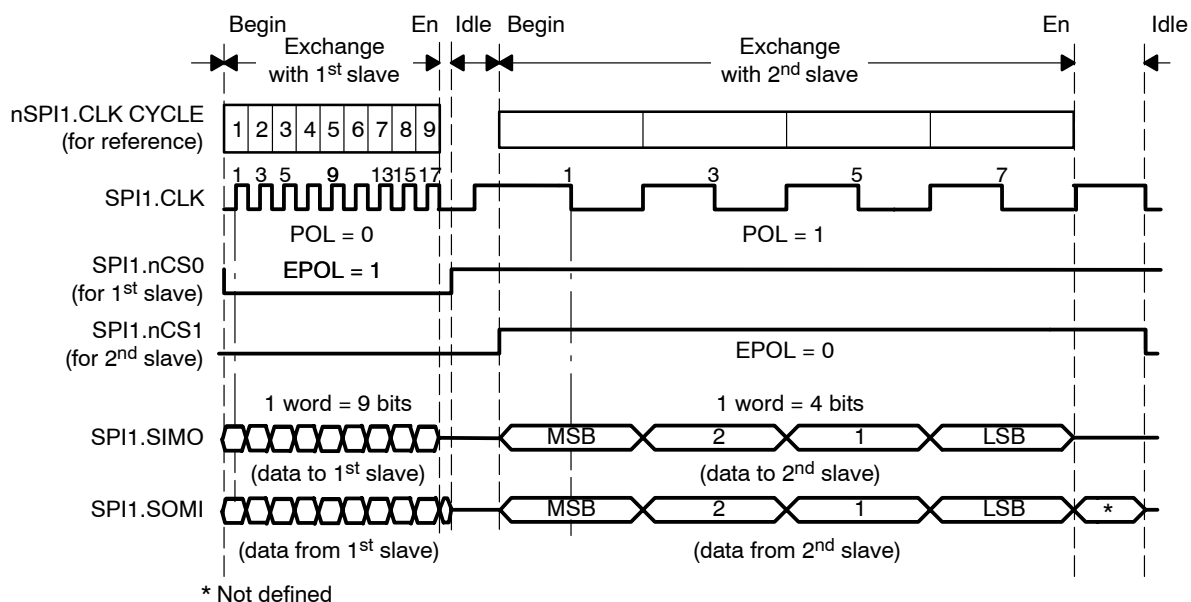 Begin En Idle Begin En Idle
Exchange with 1st slave
Exchange with 2nd slave
nSPI1.CLK CYCLE
(for reference)
1 2 3 4 5 6 7 8 9
SPI1.CLK
1 3 5 9 13 15 17 1 3 5 7
POL = 0 POL = 1
SPI1.nCS0
(for 1st slave)
EPOL = 1
SPI1.nCS1
(for 2nd slave)
EPOL = 0
1 word = 9 bits 1 word = 4 bits
SPI1.SIMO MSB 2 1 LSB
(data to 1st slave) (data to 2nd slave)
SPI1.SOMI MSB 2 1 LSB *
(data from 1st slave) (data from 2nd slave)
* Not defined